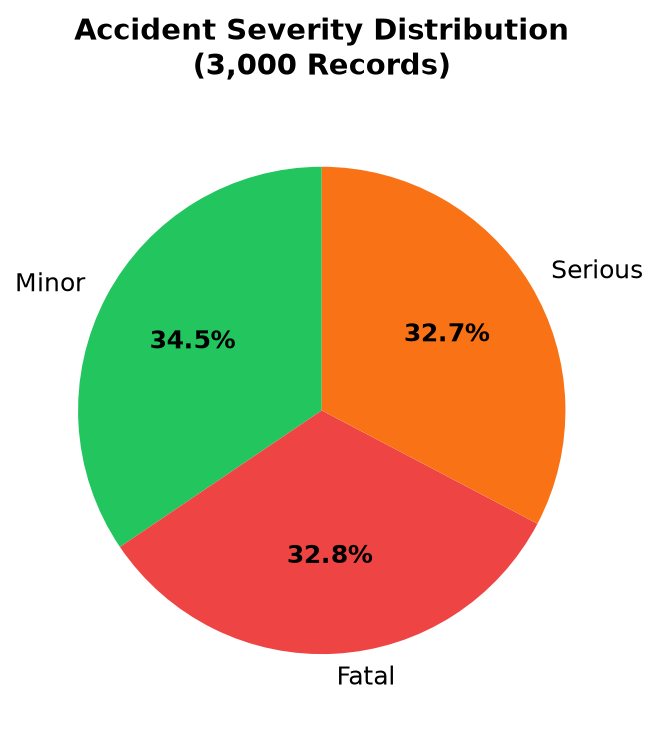 Accident Severity Distribution
(3,000 Records)
Serious
Minor
32.7%
34.5%
32.8%
Fatal